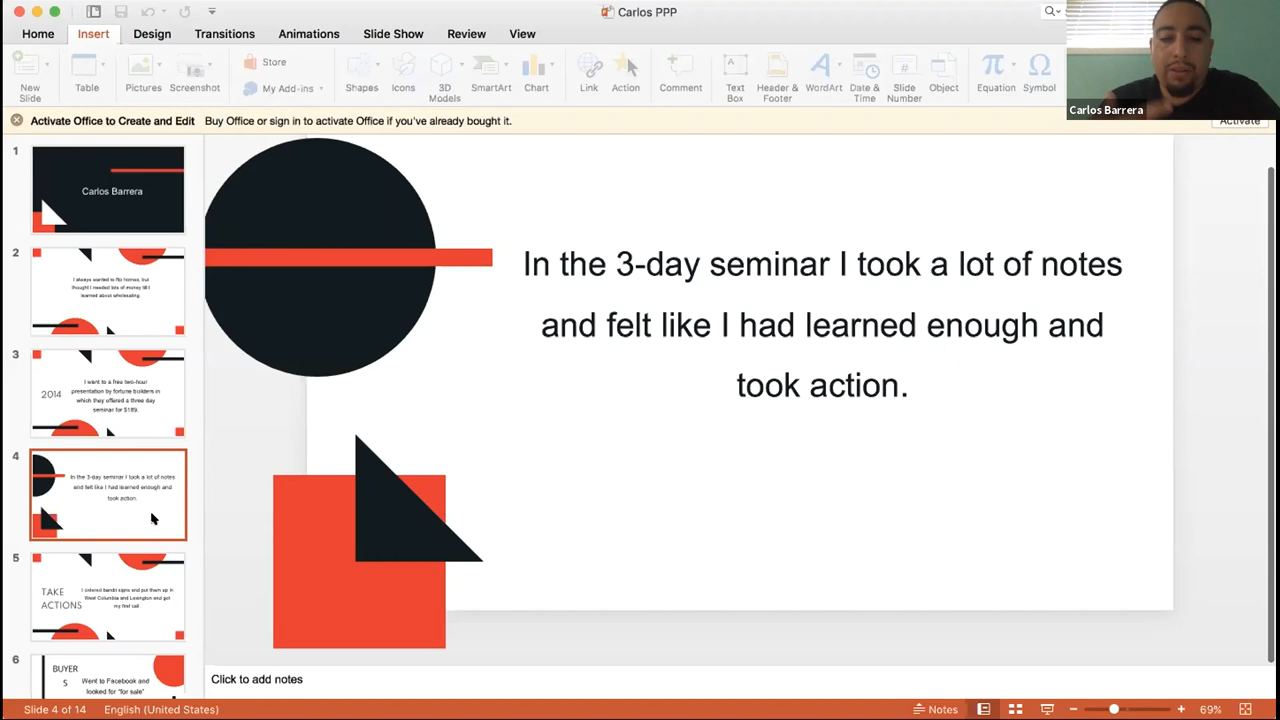 Carlos PPP
Home Insert Design Transitions Animations Slide Show Review View
New Slide
Table
Pictures
Screenshot
Store
My Add-ins
Shapes
Icons
3D Models
SmartArt
Chart
Link
Action
Comment
Text Box
Header & Footer
WordArt
Date & Time
Slide Number
Object
Equation
Symbol
Carlos Barrera
Activate Office to Create and Edit Buy Office or sign in to activate Office if you've already bought it.
Activate
1
Carlos Barrera
2
I always wanted to flip homes, but
thought I needed lots of money till I
learned about wholesaling.
3
2014
I went to a free two-hour
presentation by fortune builders in
which they offered a three day
seminar for $189.
4
In the 3-day seminar I took a lot of notes
and felt like I had learned enough and
took action.
5
TAKE
ACTIONS
I ordered bandit signs and put them up in
West Columbia and Lexington and got
my first call
6
BUYER
S
Went to Facebook and
looked for "for sale"
In the 3-day seminar I took a lot of notes
and felt like I had learned enough and
took action.
Click to add notes
Slide 4 of 14 English (United States) Notes 69%